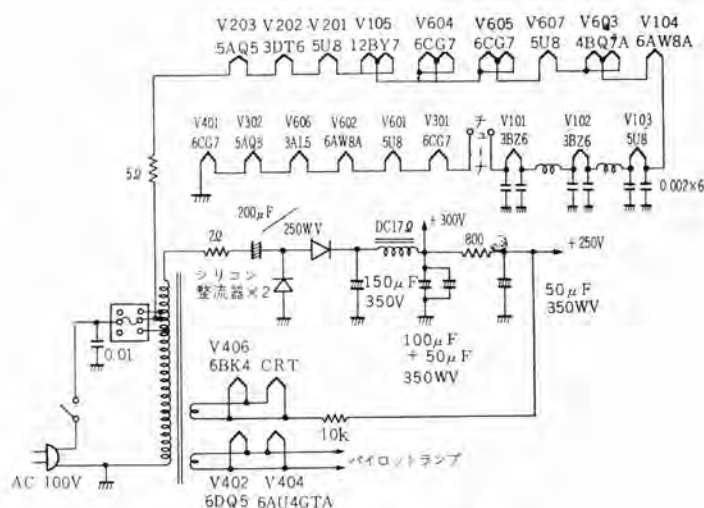 V203 V202 V201 V105 V604 V605 V607 V603 V104
5AQ5 3DT6 5U8 12BY7 6CG7 6CG7 5U8 4BQ7A 6AW8A
V401 V302 V606 V602 V601 V301 チューナ V101 V102 V103
6CG7 5AQ5 3AL5 6AW8A 5U8 6CG7 3BZ6 3BZ6 5U8
5Ω
0.002×6
200μF
250WV
2Ω
DC17Ω
+300V
800
+250V
シリコン
整流器×2
150μF
350V
50μF
350WV
100μF
+50μF
350WV
0.01
V406 CRT
6BK4
10k
AC 100V
パイロットランプ
V402 V404
6DQ5 6AU4GTA